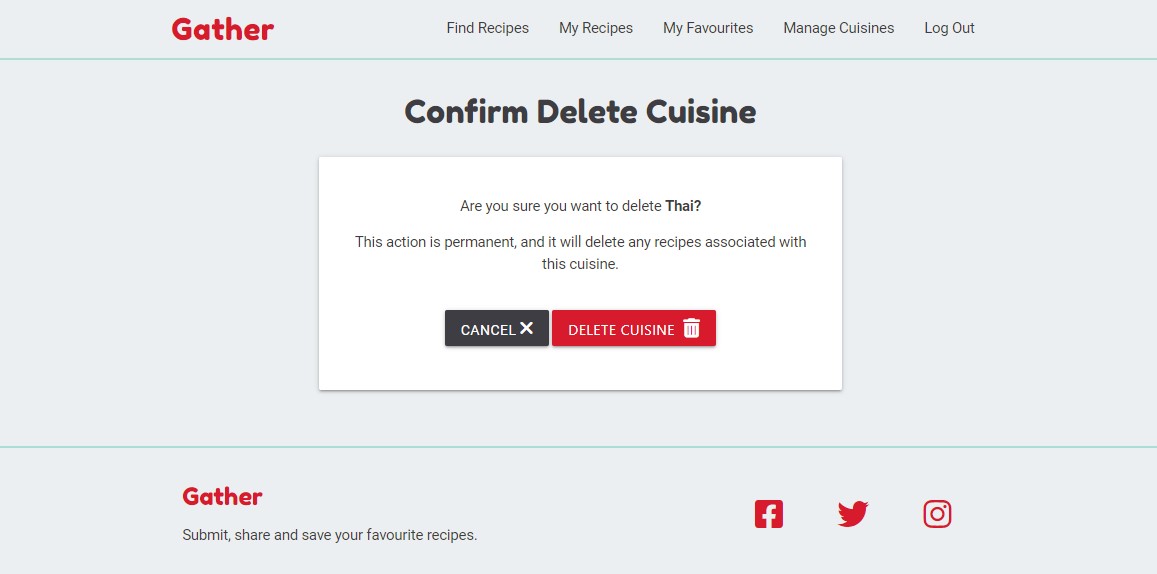 Gather
Find Recipes
My Recipes
My Favourites
Manage Cuisines
Log Out
Confirm Delete Cuisine
Are you sure you want to delete Thai?
This action is permanent, and it will delete any recipes associated with
this cuisine.
CANCEL
DELETE CUISINE
Gather
Submit, share and save your favourite recipes.